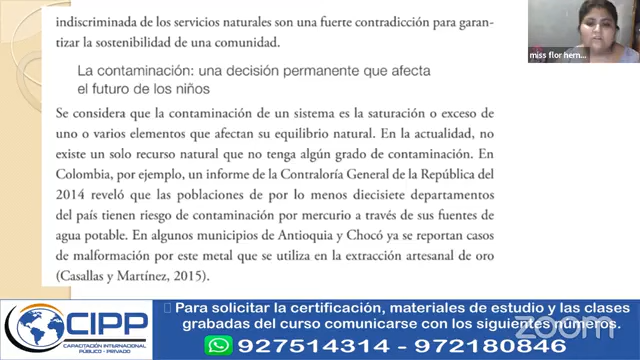 indiscriminada de los servicios naturales son una fuerte contradicción para garan-
tizar la sostenibilidad de una comunidad.
La contaminación: una decisión permanente que afecta
el futuro de los niños
Se considera que la contaminación de un sistema es la saturación o exceso de
uno o varios elementos que afectan su equilibrio natural. En la actualidad, no
existe un solo recurso natural que no tenga algún grado de contaminación. En
Colombia, por ejemplo, un informe de la Contraloría General de la República del
2014 reveló que las poblaciones de por lo menos diecisiete departamentos
del país tienen riesgo de contaminación por mercurio a través de sus fuentes de
agua potable. En algunos municipios de Antioquia y Chocó ya se reportan casos
de malformación por este metal que se utiliza en la extracción artesanal de oro
(Casallas y Martínez, 2015).
miss flor hern...
zoom
CIPP
CAPACITACIÓN INTERNACIONAL
PÚBLICO - PRIVADO
Para solicitar la certificación, materiales de estudio y las clases
grabadas del curso comunicarse con los siguientes números.
927514314 - 972180846